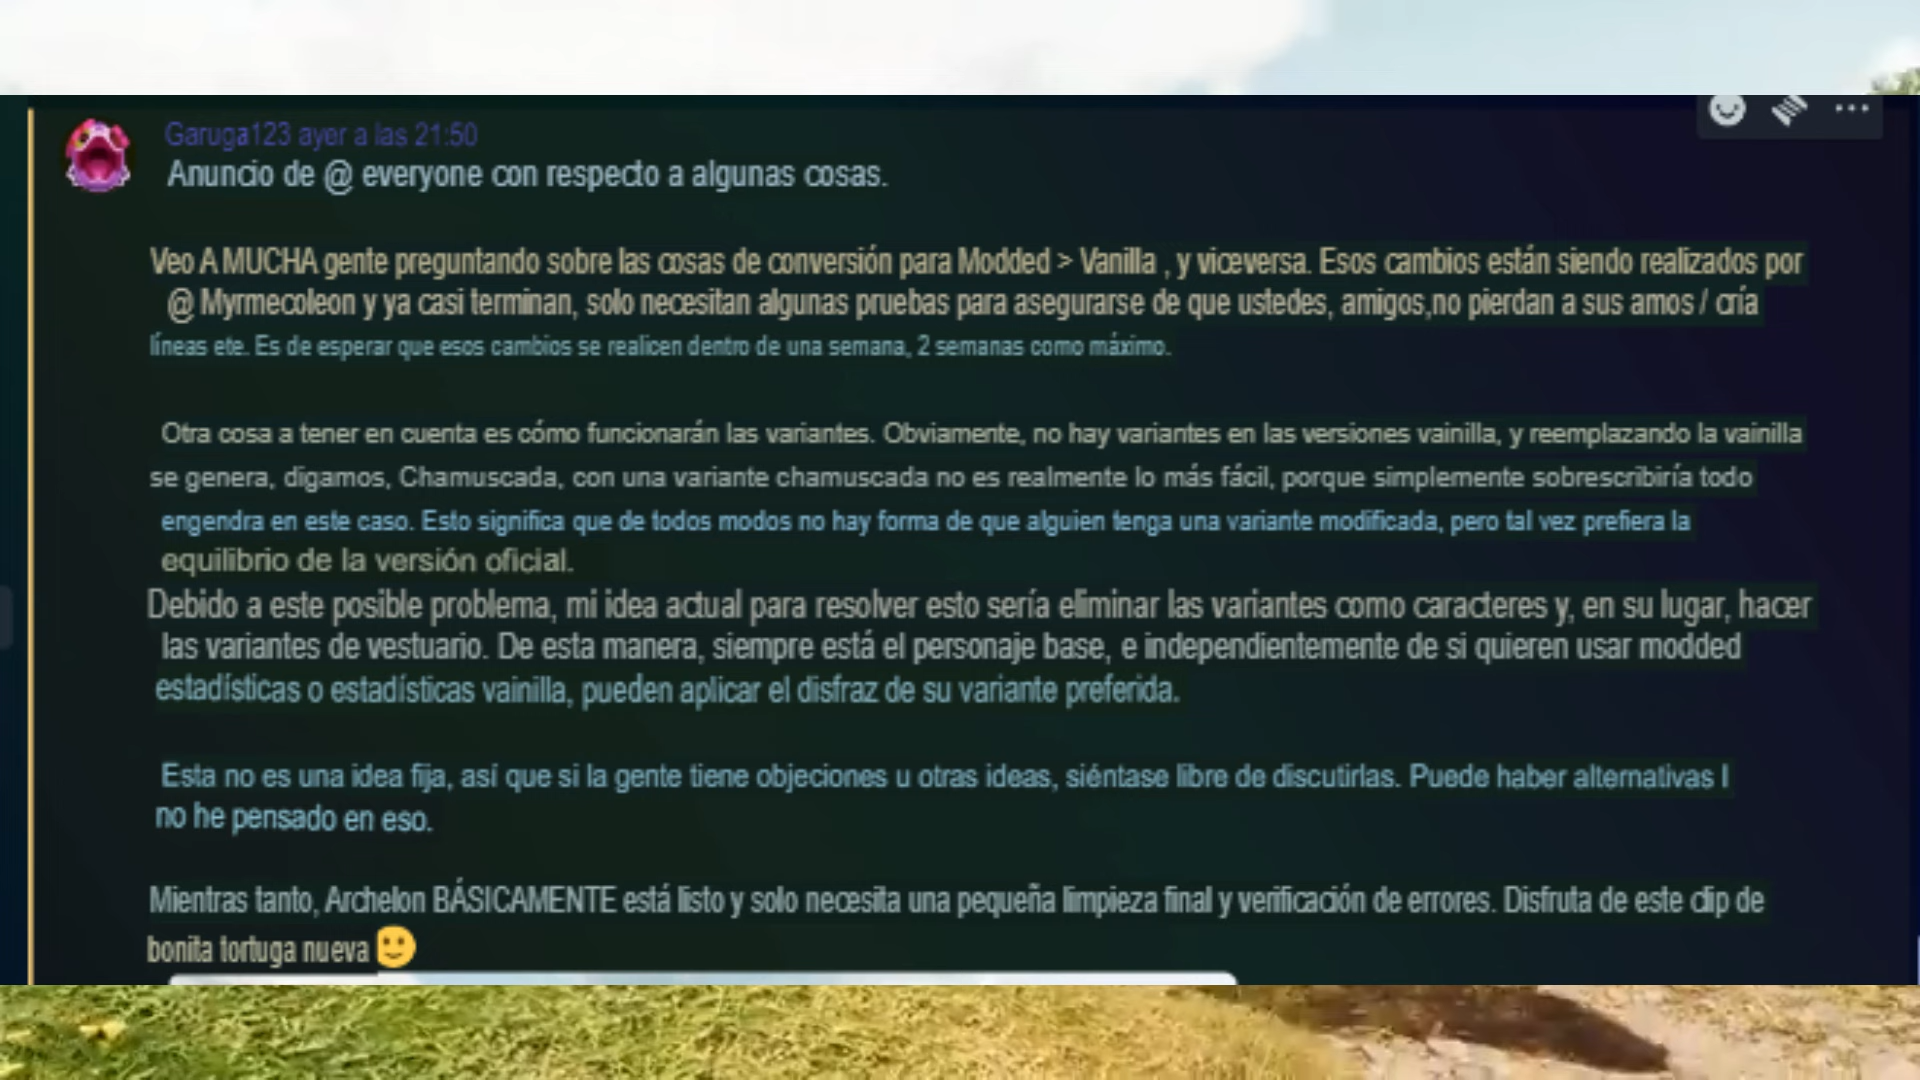 Garuga123 ayer a las 21:50
Anuncio de @ everyone con respecto a algunas cosas.
Veo A MUCHA gente preguntando sobre las cosas de conversión para Modded > Vanilla , y viceversa. Esos cambios están siendo realizados por
@ Myrmecoleon y ya casi terminan, solo necesitan algunas pruebas para asegurarse de que ustedes, amigos,no pierdan a sus amos / cría
líneas ete. Es de esperar que esos cambios se realicen dentro de una semana, 2 semanas como máximo.
Otra cosa a tener en cuenta es cómo funcionarán las variantes. Obviamente, no hay variantes en las versiones vainilla, y reemplazando la vainilla
se genera, digamos, Chamuscada, con una variante chamuscada no es realmente lo más fácil, porque simplemente sobrescribiría todo
engendra en este caso. Esto significa que de todos modos no hay forma de que alguien tenga una variante modificada, pero tal vez prefiera la
equilibrio de la versión oficial.
Debido a este posible problema, mi idea actual para resolver esto sería eliminar las variantes como caracteres y, en su lugar, hacer
las variantes de vestuario. De esta manera, siempre está el personaje base, e independientemente de si quieren usar modded
estadísticas o estadísticas vainilla, pueden aplicar el disfraz de su variante preferida.
Esta no es una idea fija, así que si la gente tiene objeciones u otras ideas, siéntase libre de discutirlas. Puede haber alternativas I
no he pensado en eso.
Mientras tanto, Archelon BÁSICAMENTE está listo y solo necesita una pequeña limpieza final y verificación de errores. Disfruta de este clip de
bonita tortuga nueva